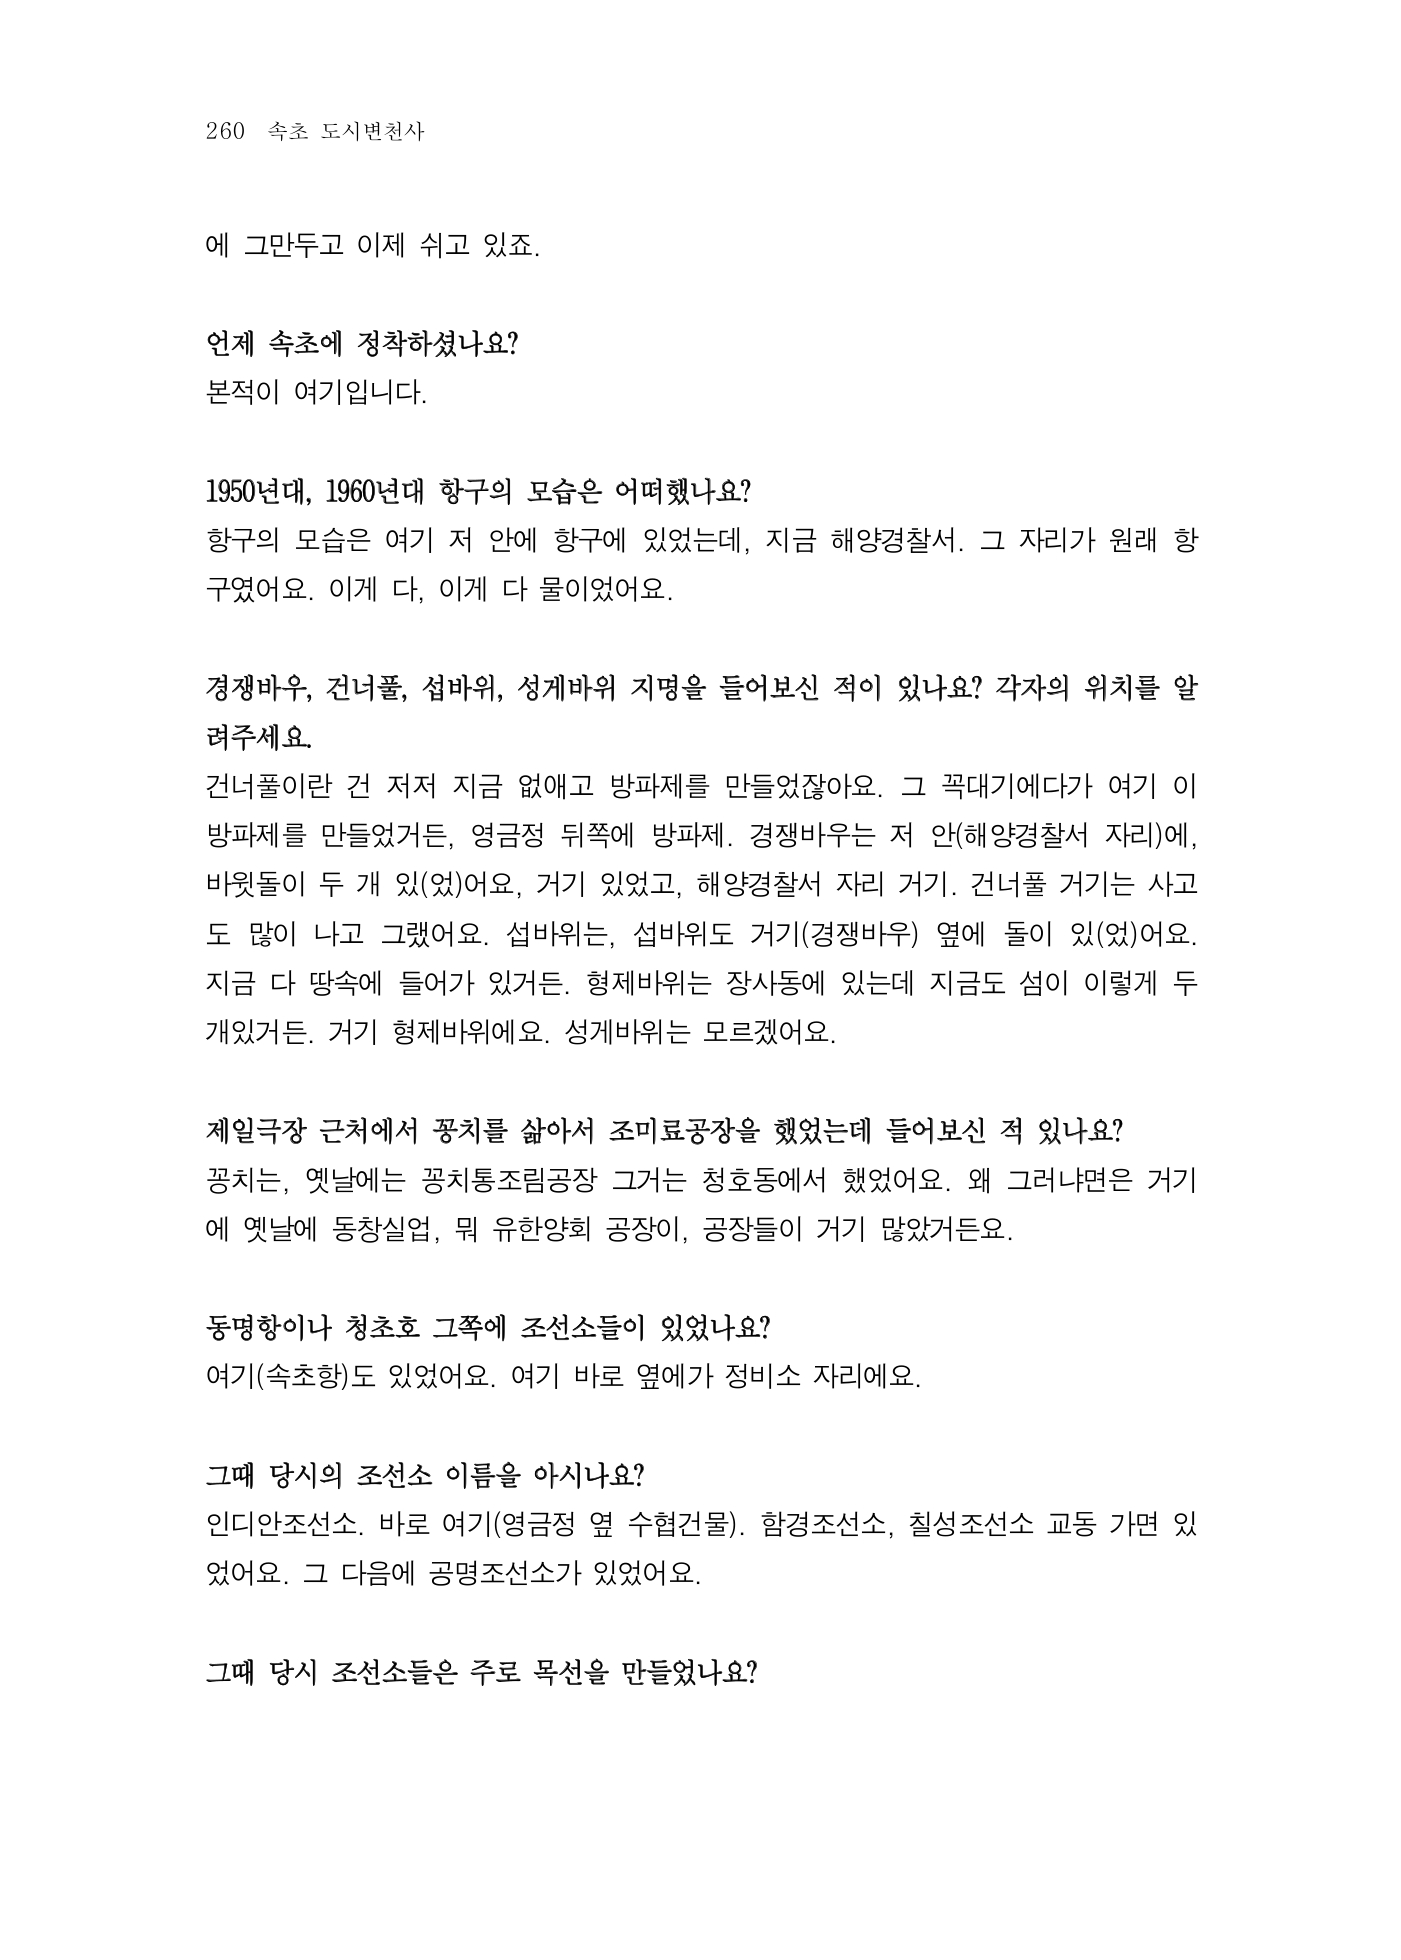 260 속초 도시변천사
에 그만두고 이제 쉬고 있죠.
언제 속초에 정착하셨나요?
본적이 여기입니다.
1950년대, 1960년대 항구의 모습은 어떠했나요?
항구의 모습은 여기 저 안에 항구에 있었는데, 지금 해양경찰서. 그 자리가 원래 항
구였어요. 이게 다, 이게 다 물이었어요.
경쟁바우, 건너풀, 섭바위, 성게바위 지명을 들어보신 적이 있나요? 각자의 위치를 알
려주세요.
건너풀이란 건 저저 지금 없애고 방파제를 만들었잖아요. 그 꼭대기에다가 여기 이
방파제를 만들었거든, 영금정 뒤쪽에 방파제. 경쟁바우는 저 안(해양경찰서 자리)에,
바윗돌이 두 개 있(었)어요, 거기 있었고, 해양경찰서 자리 거기. 건너풀 거기는 사고
도 많이 나고 그랬어요. 섭바위는, 섭바위도 거기(경쟁바우) 옆에 돌이 있(었)어요.
지금 다 땅속에 들어가 있거든. 형제바위는 장사동에 있는데 지금도 섬이 이렇게 두
개있거든. 거기 형제바위에요. 성게바위는 모르겠어요.
제일극장 근처에서 꽁치를 삶아서 조미료공장을 했었는데 들어보신 적 있나요?
꽁치는, 옛날에는 꽁치통조림공장 그거는 청호동에서 했었어요. 왜 그러냐면은 거기
에 옛날에 동창실업, 뭐 유한양회 공장이, 공장들이 거기 많았거든요.
동명항이나 청초호 그쪽에 조선소들이 있었나요?
여기(속초항)도 있었어요. 여기 바로 옆에가 정비소 자리에요.
그때 당시의 조선소 이름을 아시나요?
인디안조선소. 바로 여기(영금정 옆 수협건물). 함경조선소, 칠성조선소 교동 가면 있
었어요. 그 다음에 공명조선소가 있었어요.
그때 당시 조선소들은 주로 목선을 만들었나요?